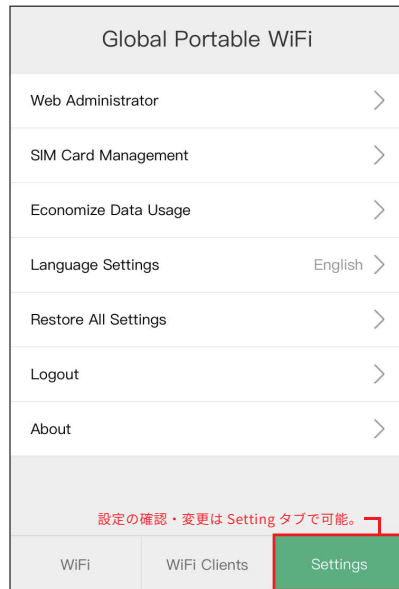 Global Portable WiFi
Web Administrator
SIM Card Management
Economize Data Usage
Language Settings English
Restore All Settings
Logout
About
設定の確認・変更は Setting タブで可能。
WiFi WiFi Clients Settings